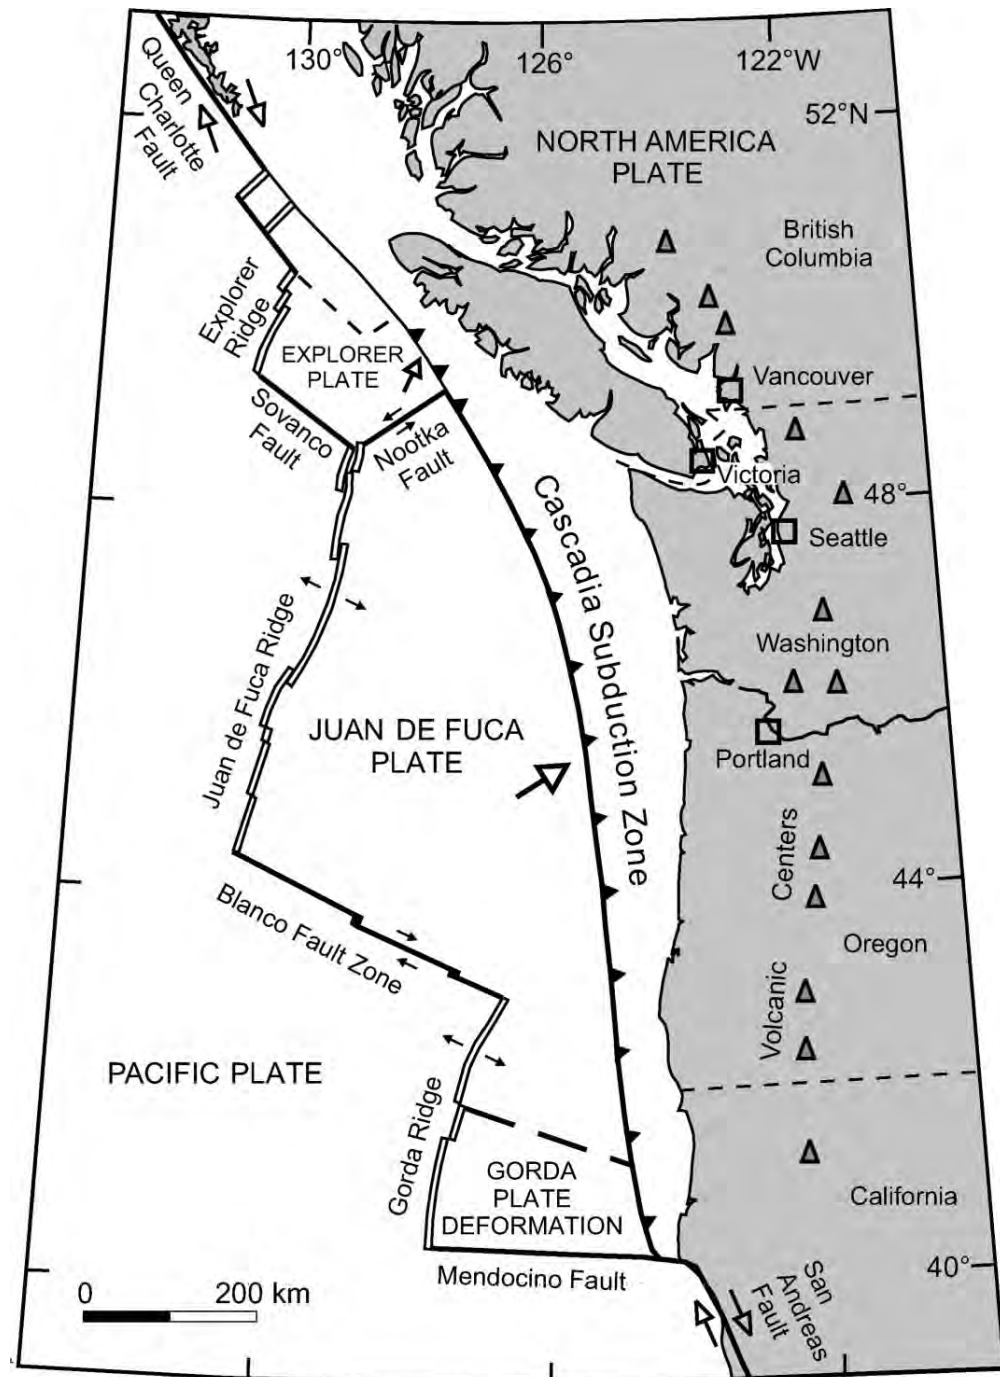 130°
126°
122°W
52°N
Queen
Charlotte
Fault
NORTH AMERICA
PLATE
British
Columbia
Explorer
Ridge
EXPLORER
PLATE
Sovanco
Fault
Nootka
Fault
Vancouver
Victoria
48°
Seattle
Cascadia Subduction Zone
Washington
Juan de Fuca Ridge
JUAN DE FUCA
PLATE
Portland
Volcanic Centers
44°
Oregon
Blanco Fault Zone
PACIFIC PLATE
Gorda Ridge
GORDA
PLATE
DEFORMATION
California
Mendocino Fault
40°
San
Andreas
Fault
0 200 km